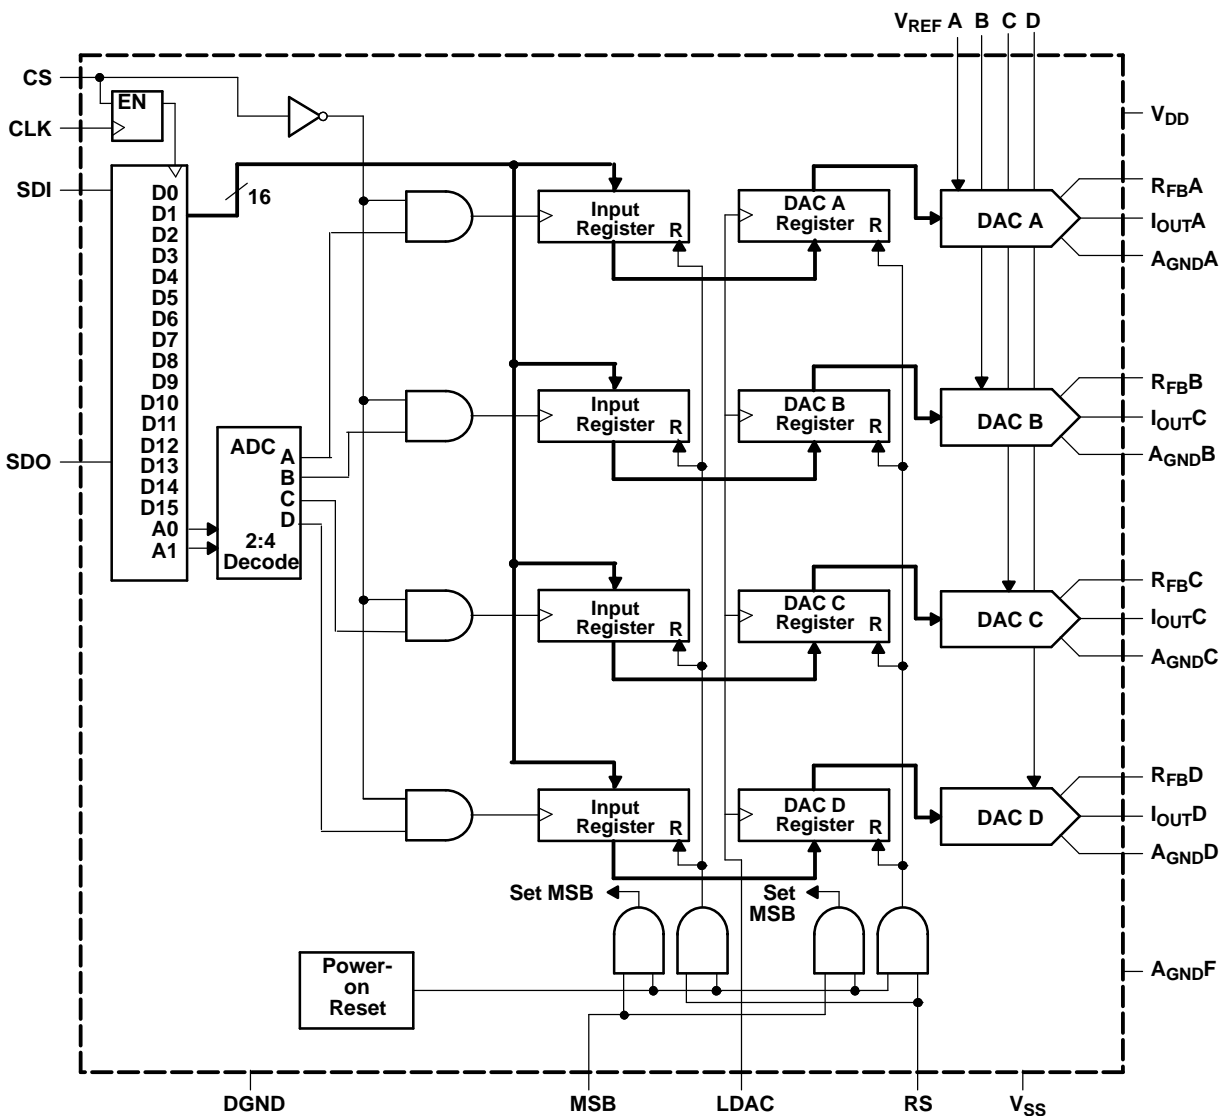 VREF A B C D
CS
EN
CLK
VDD
SDI
D0
D1
D2
D3
D4
D5
D6
D7
D8
D9
D10
D11
D12
D13
D14
D15
A0
A1
16
SDO
ADC
A
B
C
D
2:4
Decode
Input
Register R
DAC A
Register R
DAC A
RFBA
IOUTA
AGNDA
Input
Register R
DAC B
Register R
DAC B
RFBB
IOUTC
AGNDB
Input
Register R
DAC C
Register R
DAC C
RFBC
IOUTC
AGNDC
Input
Register R
DAC D
Register R
DAC D
RFBD
IOUTD
AGNDD
Set MSB
Set
MSB
Power-
on
Reset
AGNDF
DGND
MSB
LDAC
RS
VSS